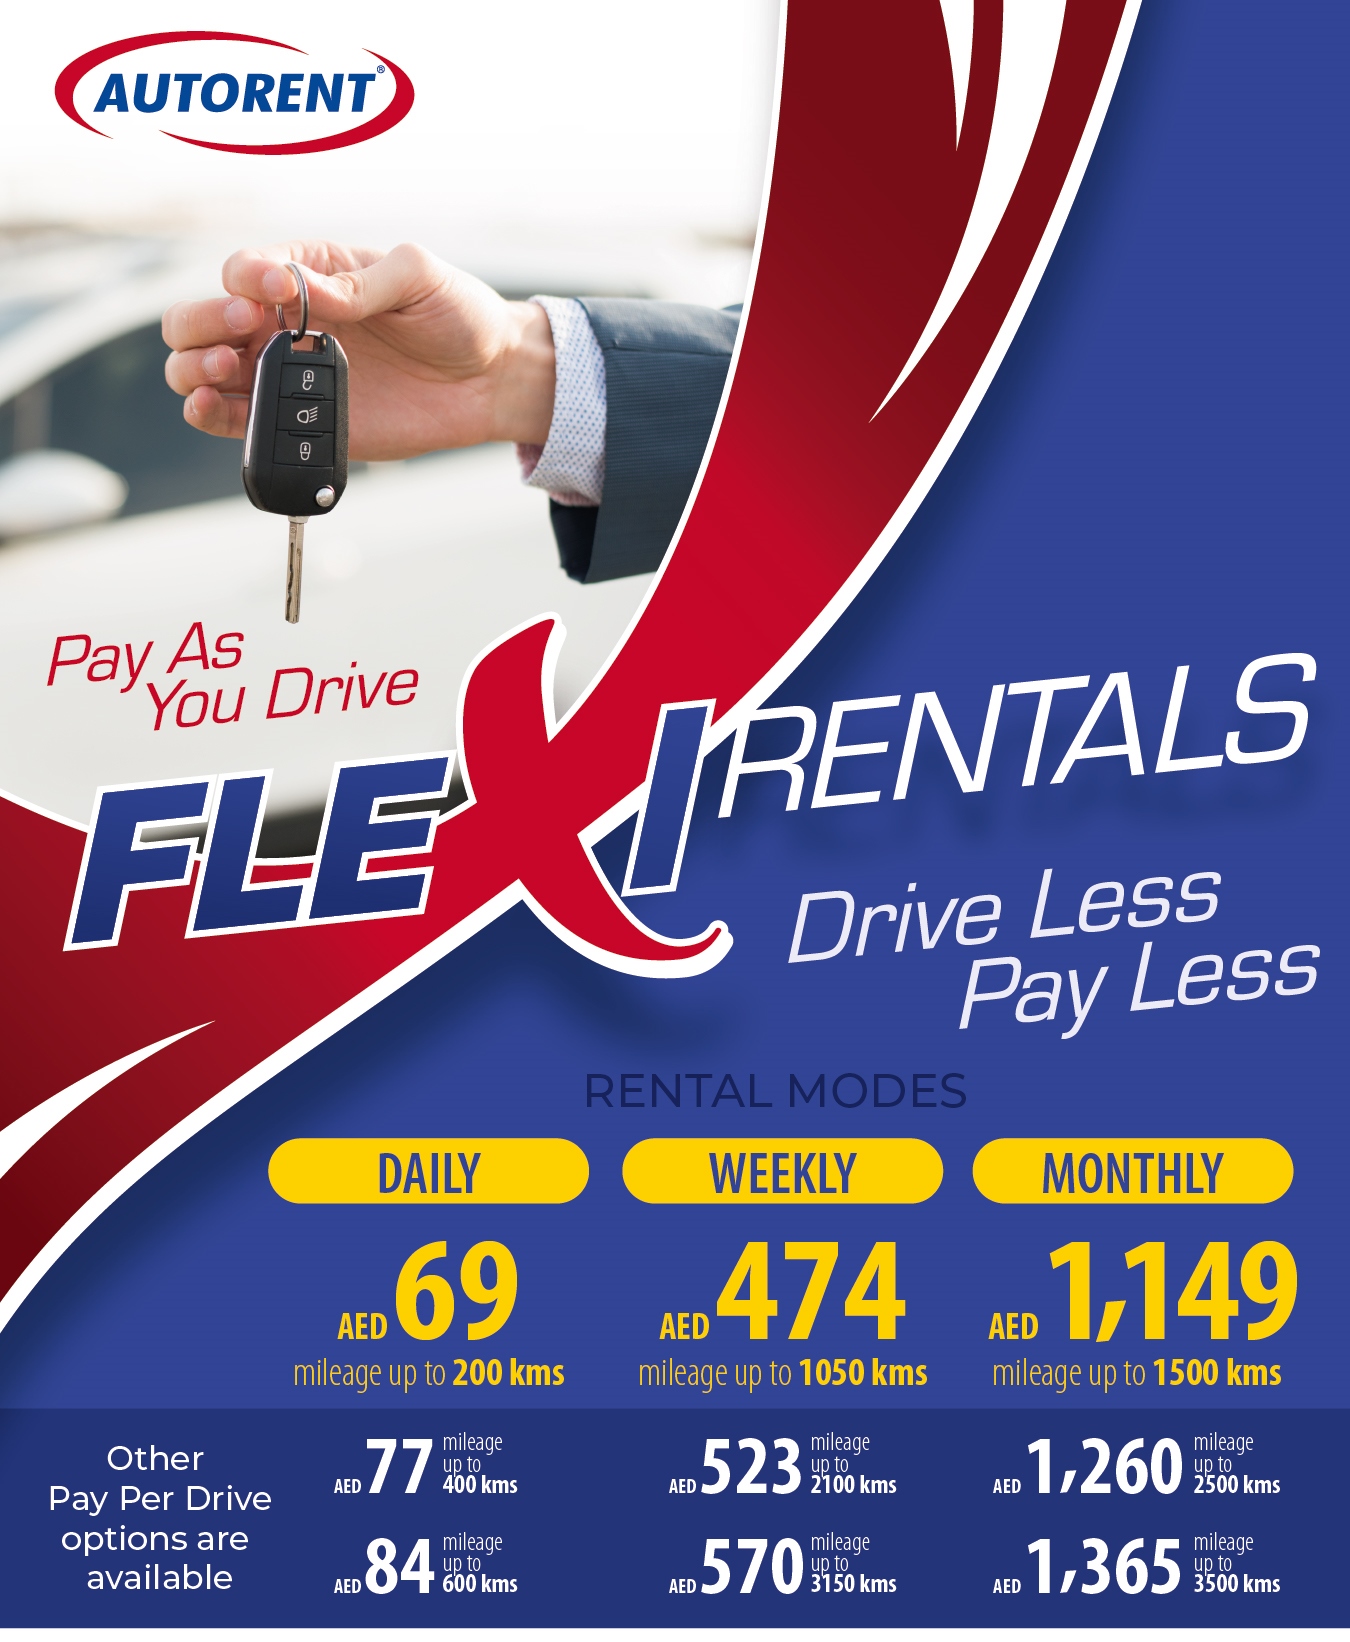 AUTORENT®
Pay As
You Drive
FLEXI RENTALS
Drive Less
Pay Less
RENTAL MODES
DAILY
AED 69
mileage up to 200 kms
WEEKLY
AED 474
mileage up to 1050 kms
MONTHLY
AED 1,149
mileage up to 1500 kms
Other
Pay Per Drive
options are
available
AED 77 mileage
up to
400 kms
AED 523 mileage
up to
2100 kms
AED 1,260 mileage
up to
2500 kms
AED 84 mileage
up to
600 kms
AED 570 mileage
up to
3150 kms
AED 1,365 mileage
up to
3500 kms